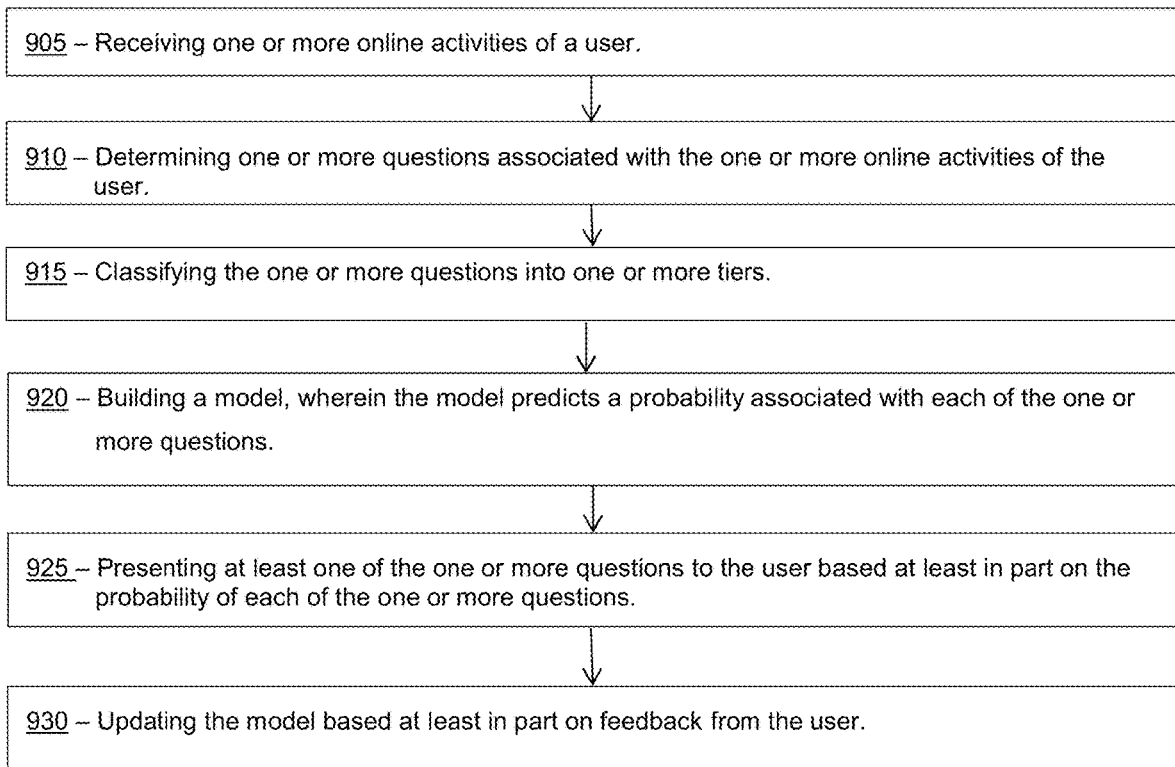 905 – Receiving one or more online activities of a user.
910 – Determining one or more questions associated with the one or more online activities of the
user.
915 – Classifying the one or more questions into one or more tiers.
920 – Building a model, wherein the model predicts a probability associated with each of the one or
more questions.
925 – Presenting at least one of the one or more questions to the user based at least in part on the
probability of each of the one or more questions.
930 – Updating the model based at least in part on feedback from the user.